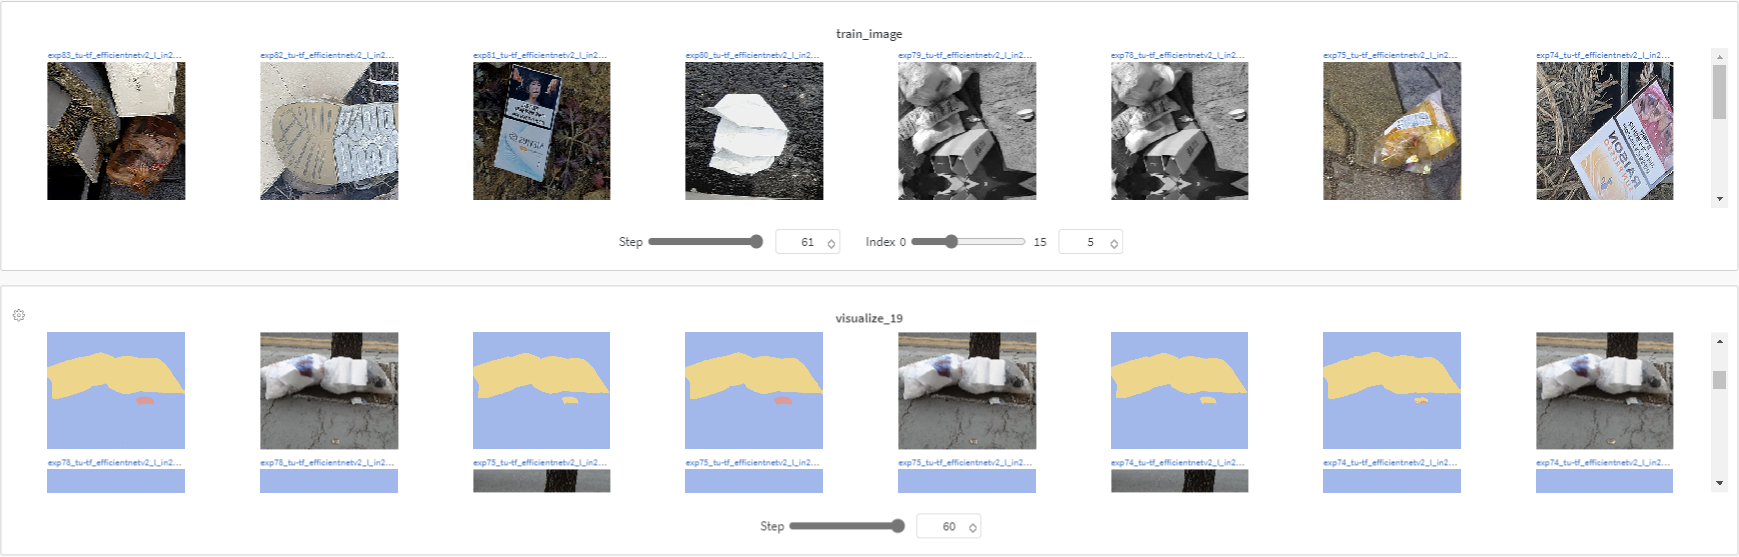 train_image
exp83_tu-tf_efficientnetv2_l_in2...
exp82_tu-tf_efficientnetv2_l_in2...
exp81_tu-tf_efficientnetv2_l_in2...
exp80_tu-tf_efficientnetv2_l_in2...
exp79_tu-tf_efficientnetv2_l_in2...
exp78_tu-tf_efficientnetv2_l_in2...
exp75_tu-tf_efficientnetv2_l_in2...
exp74_tu-tf_efficientnetv2_l_in2...
Step 61 Index 0 15 5
visualize_19
exp78_tu-tf_efficientnetv2_l_in2...
exp78_tu-tf_efficientnetv2_l_in2...
exp75_tu-tf_efficientnetv2_l_in2...
exp75_tu-tf_efficientnetv2_l_in2...
exp75_tu-tf_efficientnetv2_l_in2...
exp74_tu-tf_efficientnetv2_l_in2...
exp74_tu-tf_efficientnetv2_l_in2...
exp74_tu-tf_efficientnetv2_l_in2...
Step 60